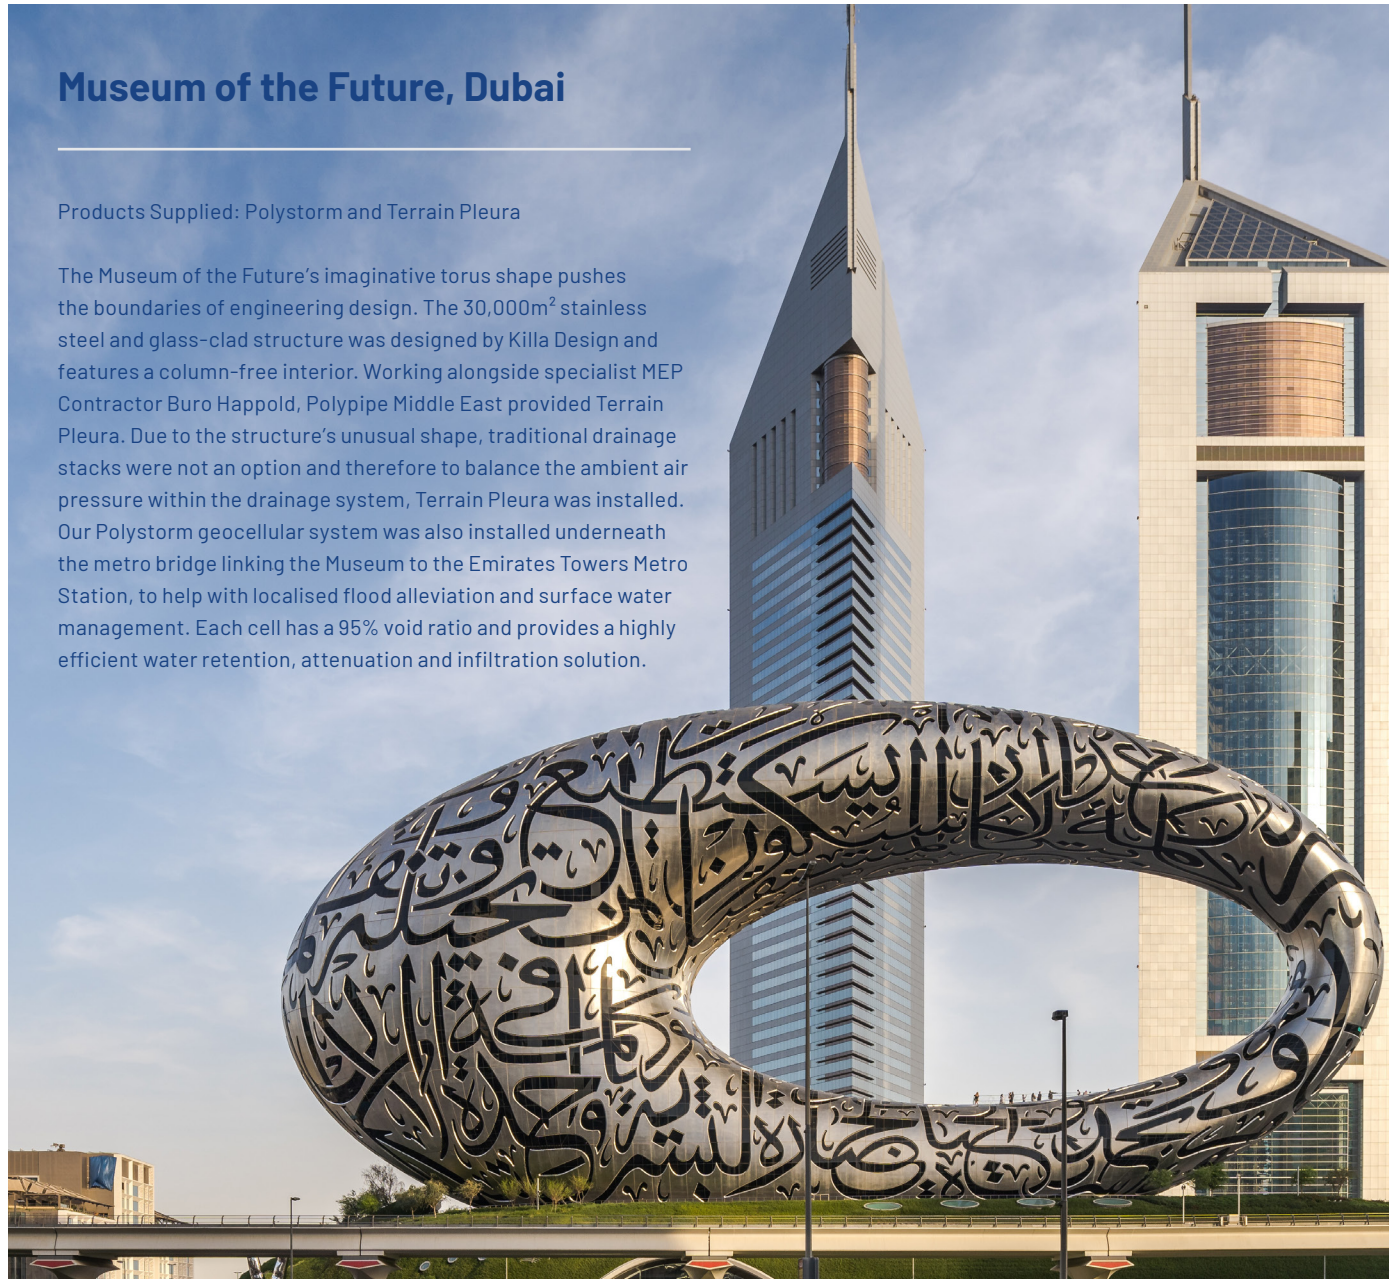 Museum of the Future, Dubai
Products Supplied: Polystorm and Terrain Pleura
The Museum of the Future’s imaginative torus shape pushes
the boundaries of engineering design. The 30,000m² stainless
steel and glass-clad structure was designed by Killa Design and
features a column-free interior. Working alongside specialist MEP
Contractor Buro Happold, Polypipe Middle East provided Terrain
Pleura. Due to the structure’s unusual shape, traditional drainage
stacks were not an option and therefore to balance the ambient air
pressure within the drainage system, Terrain Pleura was installed.
Our Polystorm geocellular system was also installed underneath
the metro bridge linking the Museum to the Emirates Towers Metro
Station, to help with localised flood alleviation and surface water
management. Each cell has a 95% void ratio and provides a highly
efficient water retention, attenuation and infiltration solution.